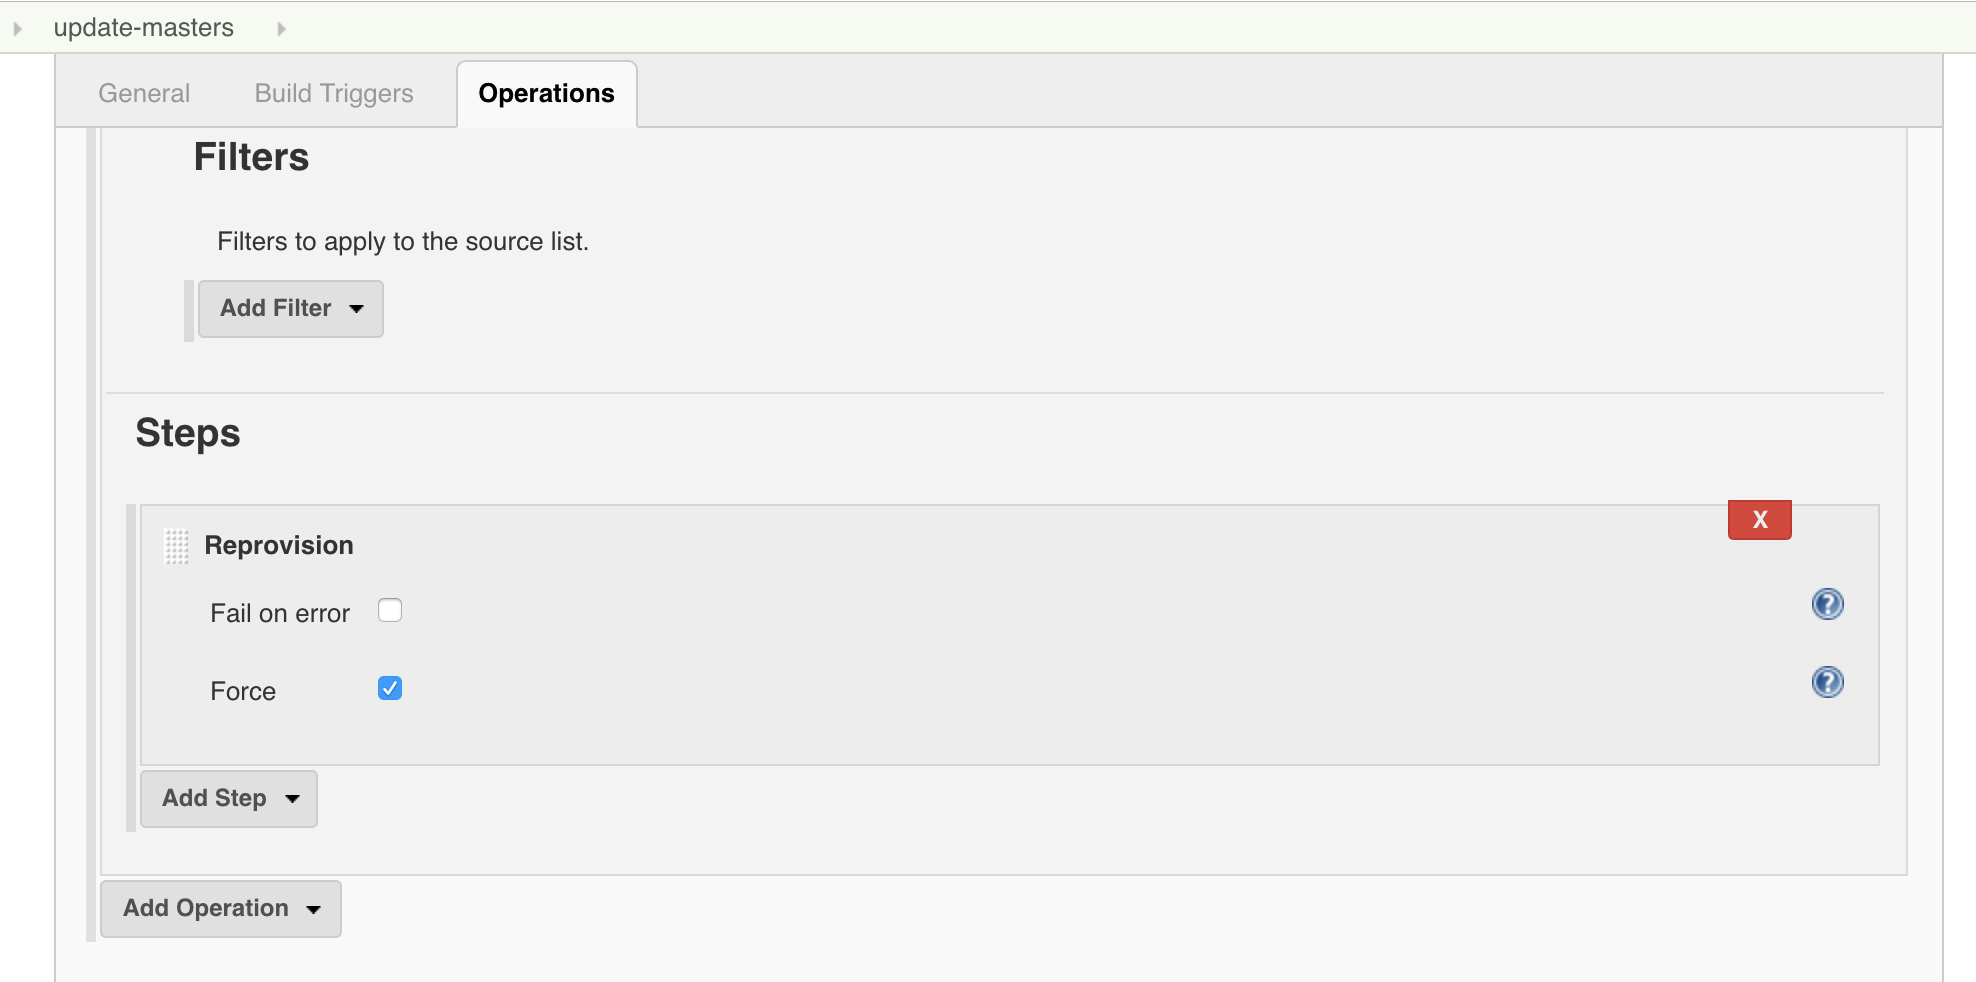 update-masters
General
Build Triggers
Operations
Filters
Filters to apply to the source list.
Add Filter
Steps
X
Reprovision
Fail on error
?
Force
?
Add Step
Add Operation